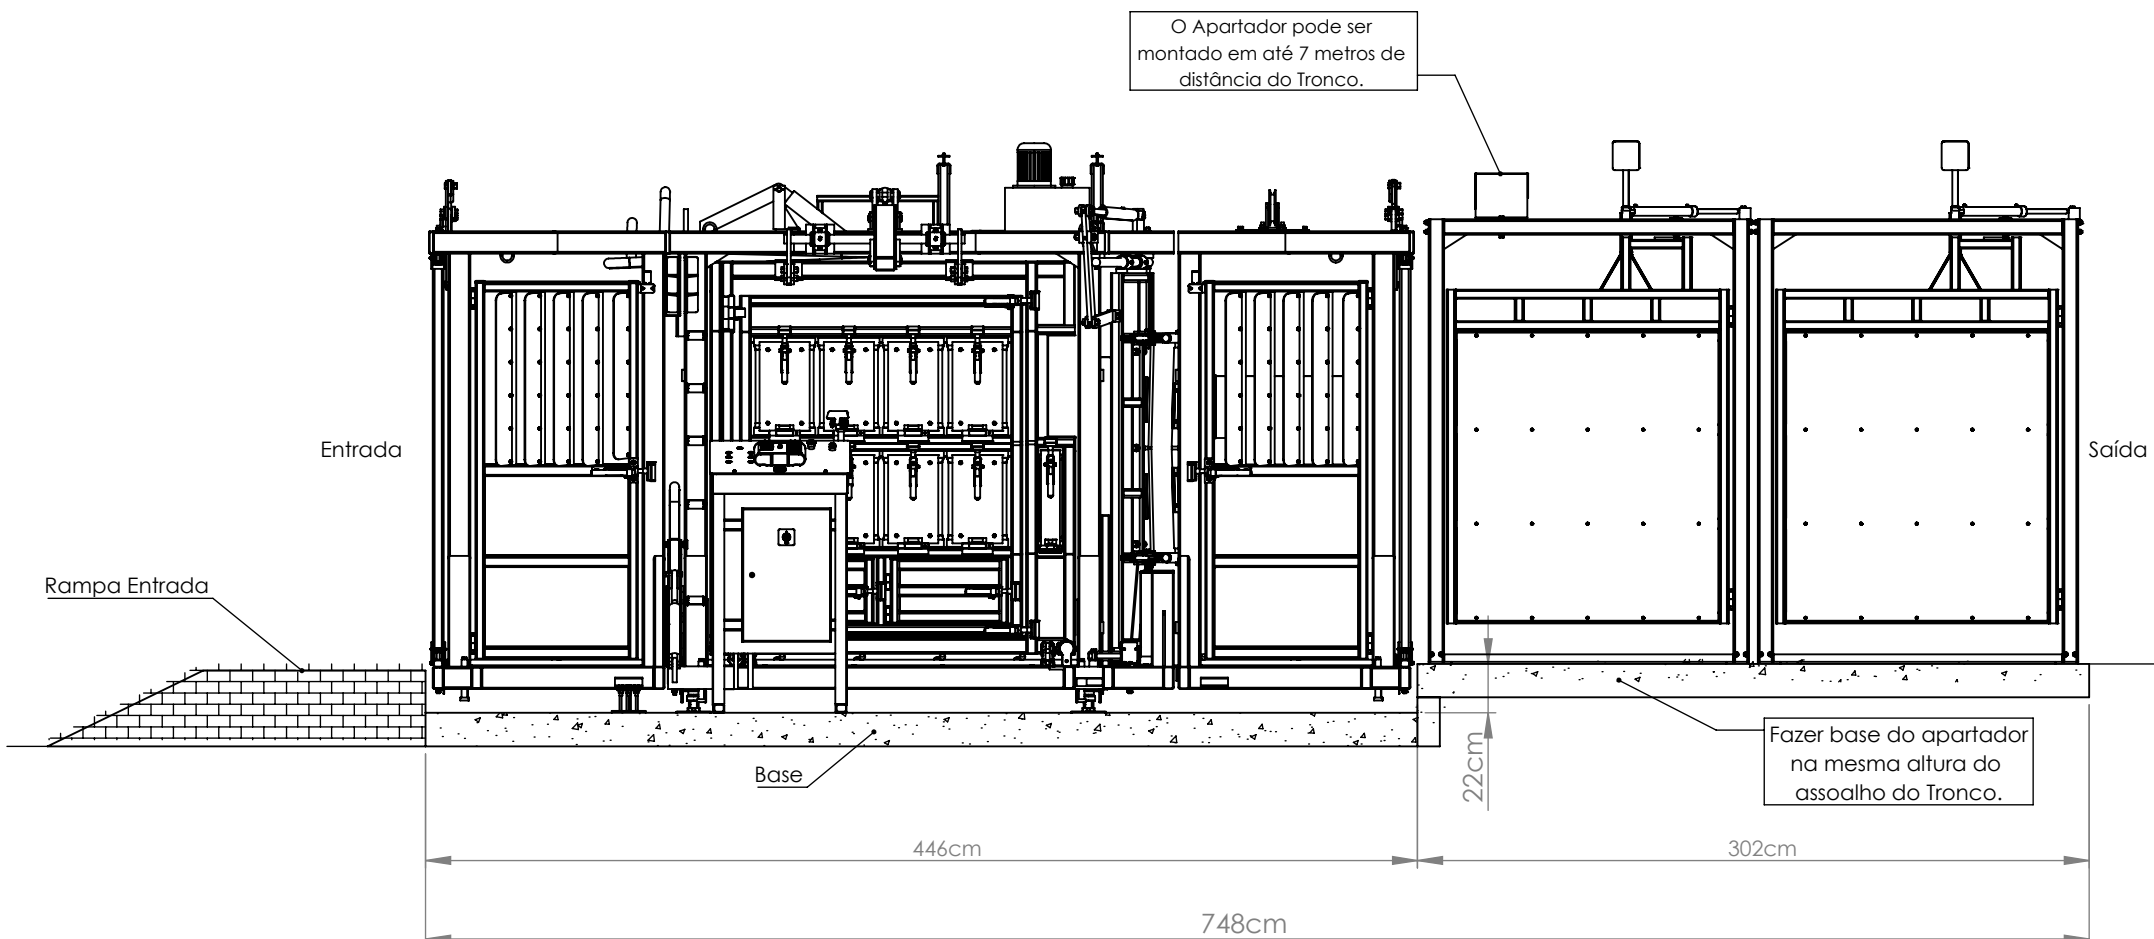 O Apartador pode ser
montado em até 7 metros de
distância do Tronco.
Entrada
Saída
Rampa Entrada
Base
Fazer base do apartador
na mesma altura do
assoalho do Tronco.
22cm
446cm
302cm
748cm